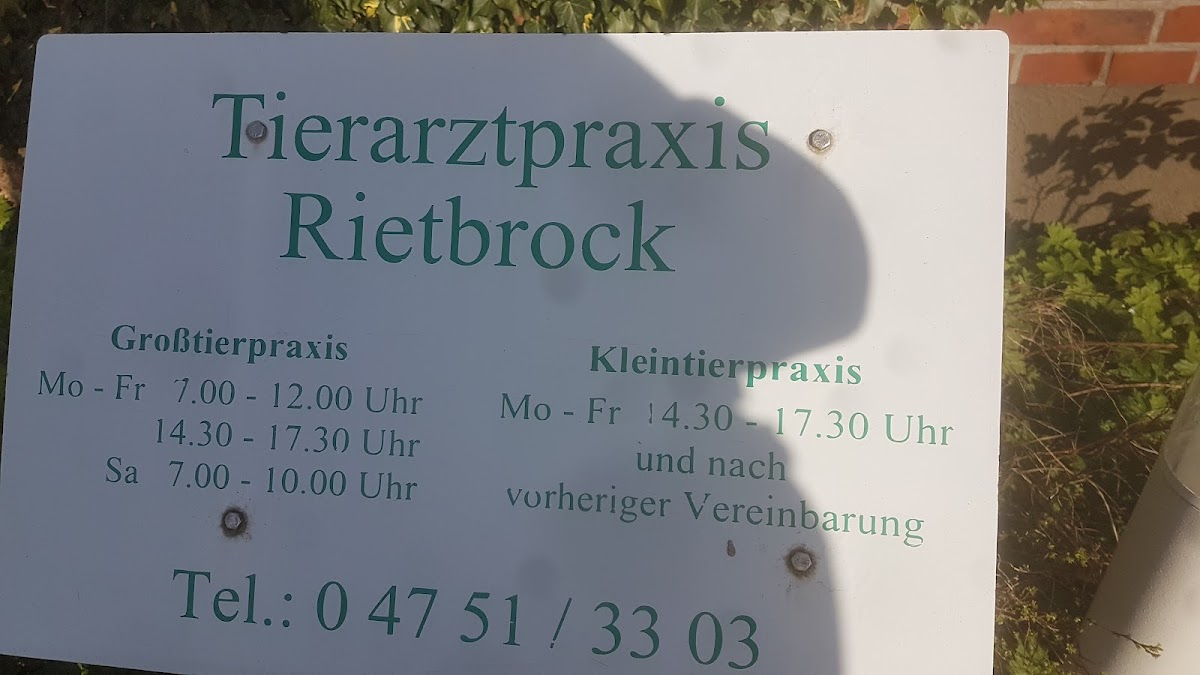 Tierarztpraxis
Rietbrock
Großtierpraxis
Mo - Fr 7.00 - 12.00 Uhr
14.30 - 17.30 Uhr
Sa 7.00 - 10.00 Uhr
Kleintierpraxis
Mo - Fr 14.30 - 17.30 Uhr
und nach
vorheriger Vereinbarung
Tel.: 0 47 51 / 33 03